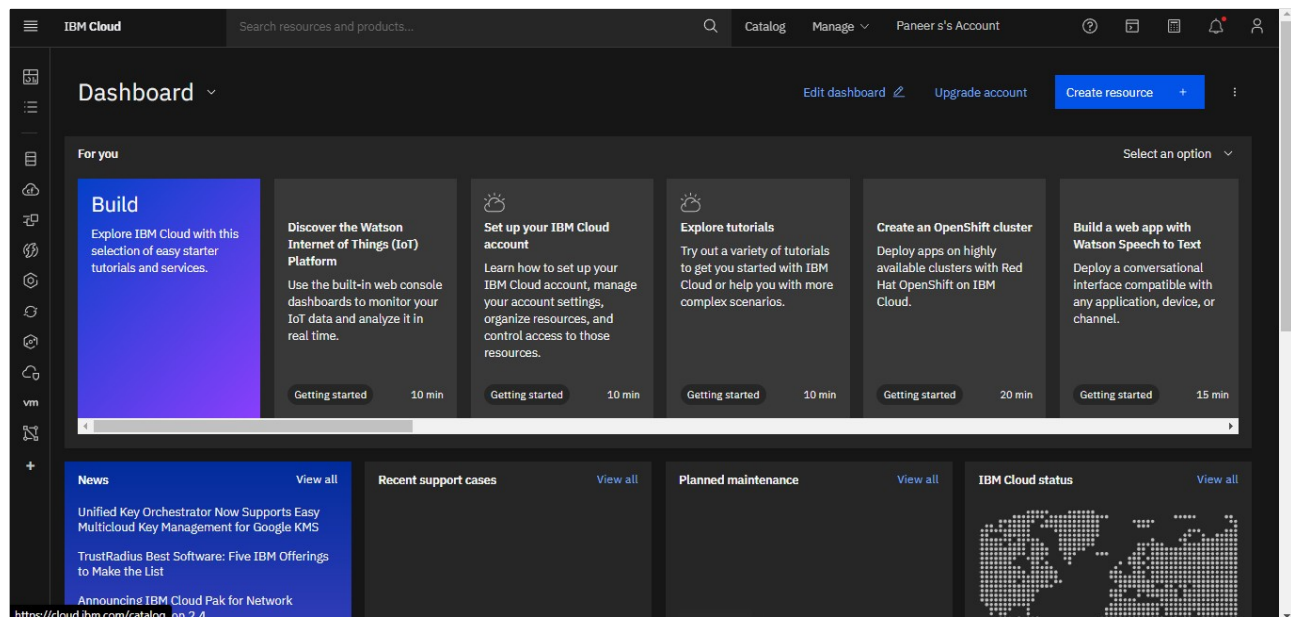 IBM Cloud
Search resources and products...
Catalog
Manage
Paneer s's Account
Dashboard
Edit dashboard
Upgrade account
Create resource +
For you
Select an option
Build
Explore IBM Cloud with this
selection of easy starter
tutorials and services.
Discover the Watson
Internet of Things (IoT)
Platform
Use the built-in web console
dashboards to monitor your
IoT data and analyze it in
real time.
Getting started
10 min
Set up your IBM Cloud
account
Learn how to set up your
IBM Cloud account, manage
your account settings,
organize resources, and
control access to those
resources.
Getting started
10 min
Explore tutorials
Try out a variety of tutorials
to get you started with IBM
Cloud or help you with more
complex scenarios.
Getting started
10 min
Create an OpenShift cluster
Deploy apps on highly
available clusters with Red
Hat OpenShift on IBM
Cloud.
Getting started
20 min
Build a web app with
Watson Speech to Text
Deploy a conversational
interface compatible with
any application, device, or
channel.
Getting started
15 min
vm
News
View all
Unified Key Orchestrator Now Supports Easy
Multicloud Key Management for Google KMS
TrustRadius Best Software: Five IBM Offerings
to Make the List
Announcing IBM Cloud Pak for Network
on 2.4
Recent support cases
View all
Planned maintenance
View all
IBM Cloud status
View all
https://cloud.ibm.com/catalog